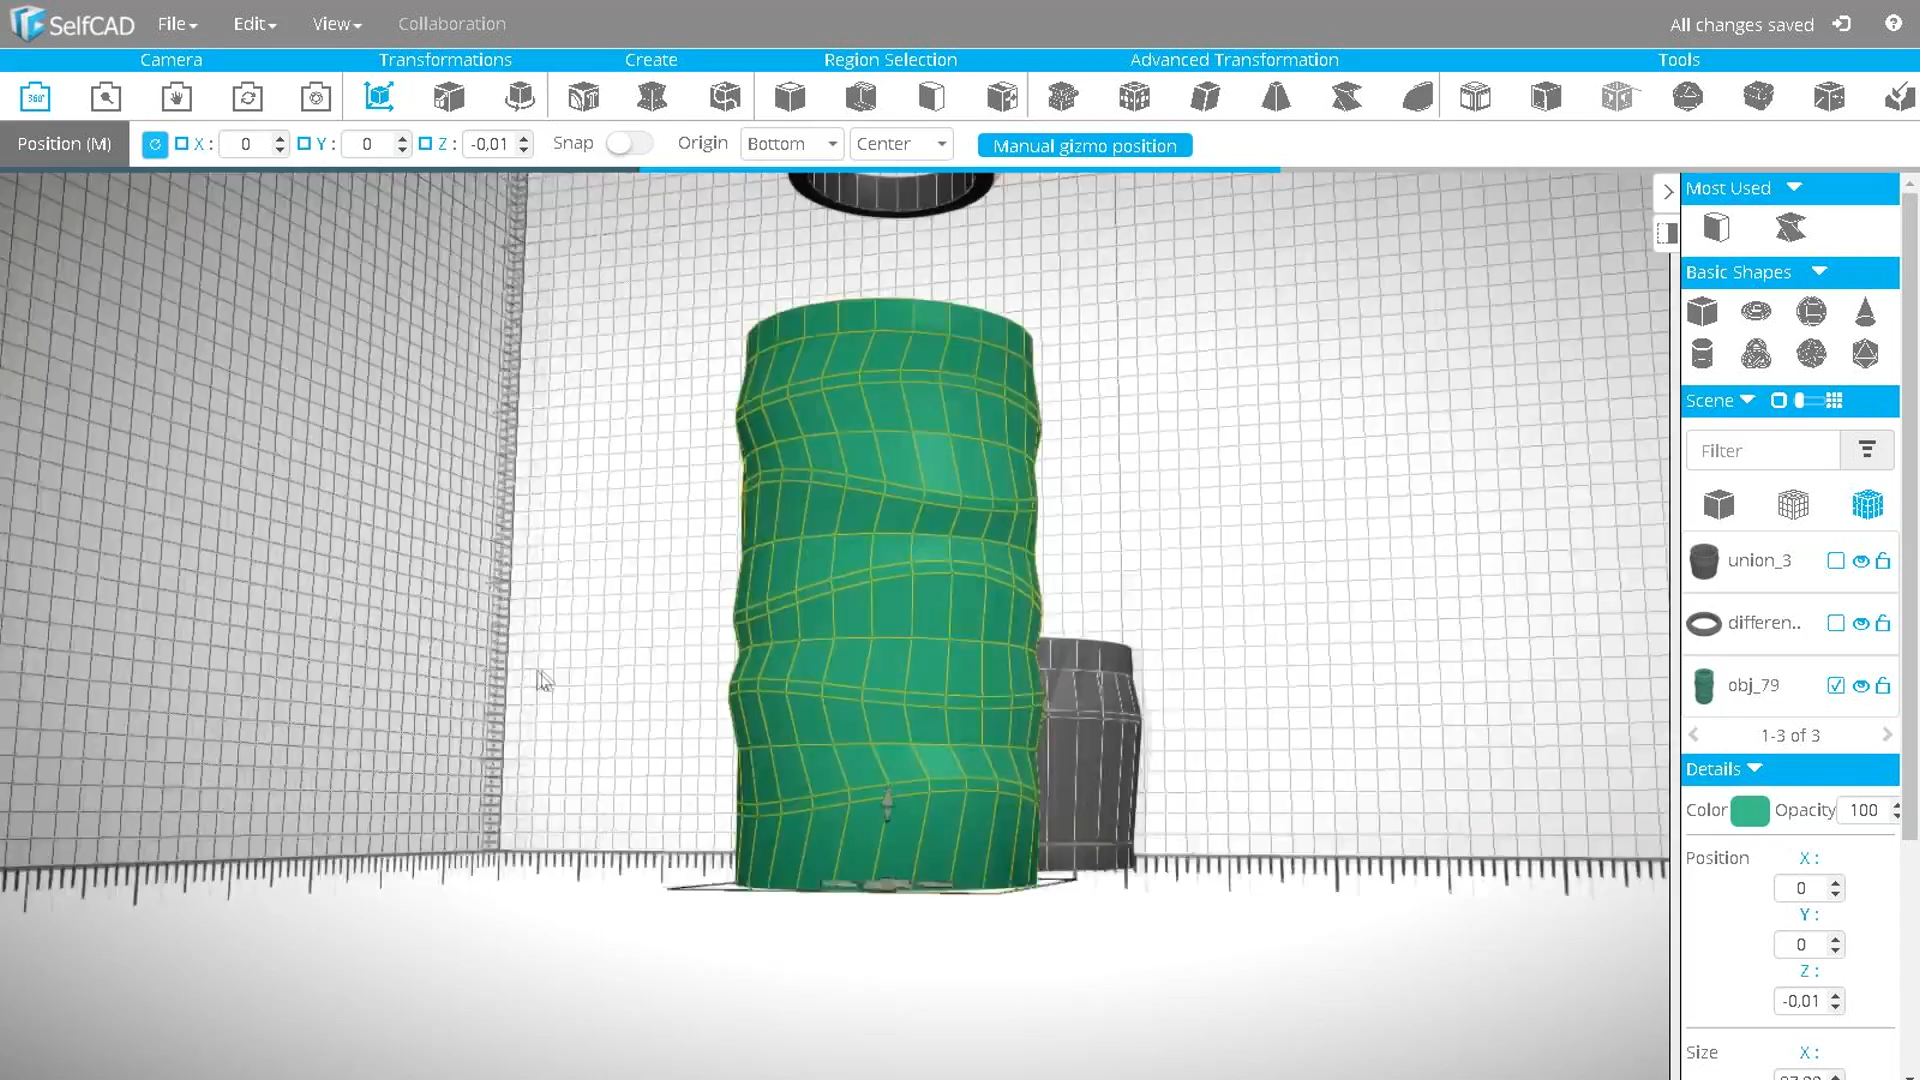 SelfCAD File Edit View Collaboration All changes saved
Camera Transformations Create Region Selection Advanced Transformation Tools
360°
Position (M) X : 0 Y : 0 Z : -0,01 Snap Origin Bottom Center Manual gizmo position
Most Used
Basic Shapes
Scene
Filter
union_3
differen..
obj_79
1-3 of 3
Details
Color Opacity 100
Position X :
0
Y :
0
Z :
-0,01
Size X :